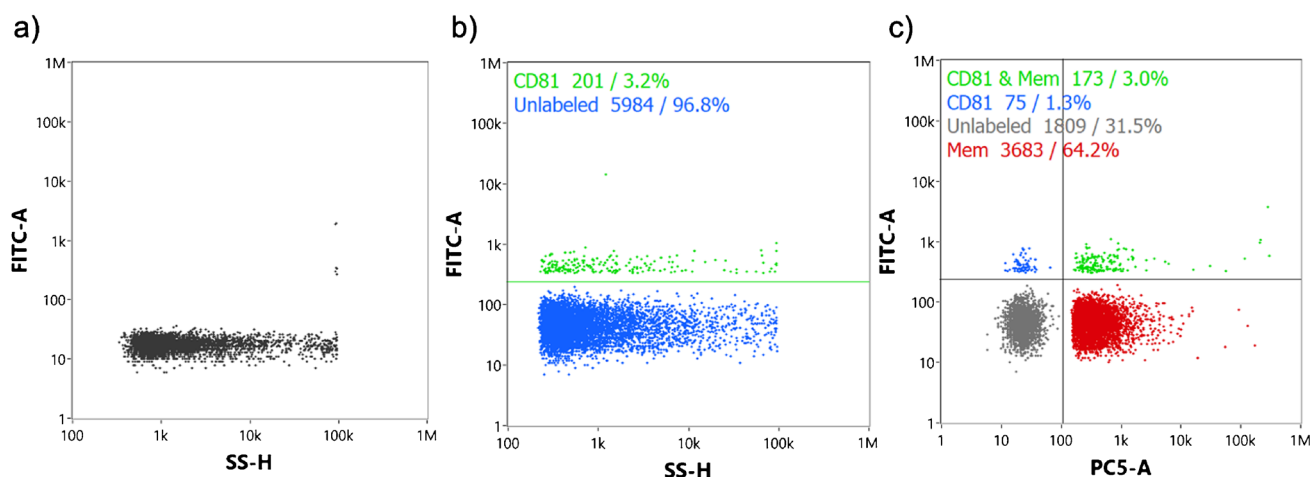 a)
FITC-A
1M
100k
10k
1k
100
10
1
100
1k
10k
100k
1M
SS-H
b)
FITC-A
1M
100k
10k
1k
100
10
1
CD81 201 / 3.2%
Unlabeled 5984 / 96.8%
100
1k
10k
100k
1M
SS-H
c)
FITC-A
1M
100k
10k
1k
100
10
1
CD81 & Mem 173 / 3.0%
CD81 75 / 1.3%
Unlabeled 1809 / 31.5%
Mem 3683 / 64.2%
1
10
100
1k
10k
100k
1M
PC5-A